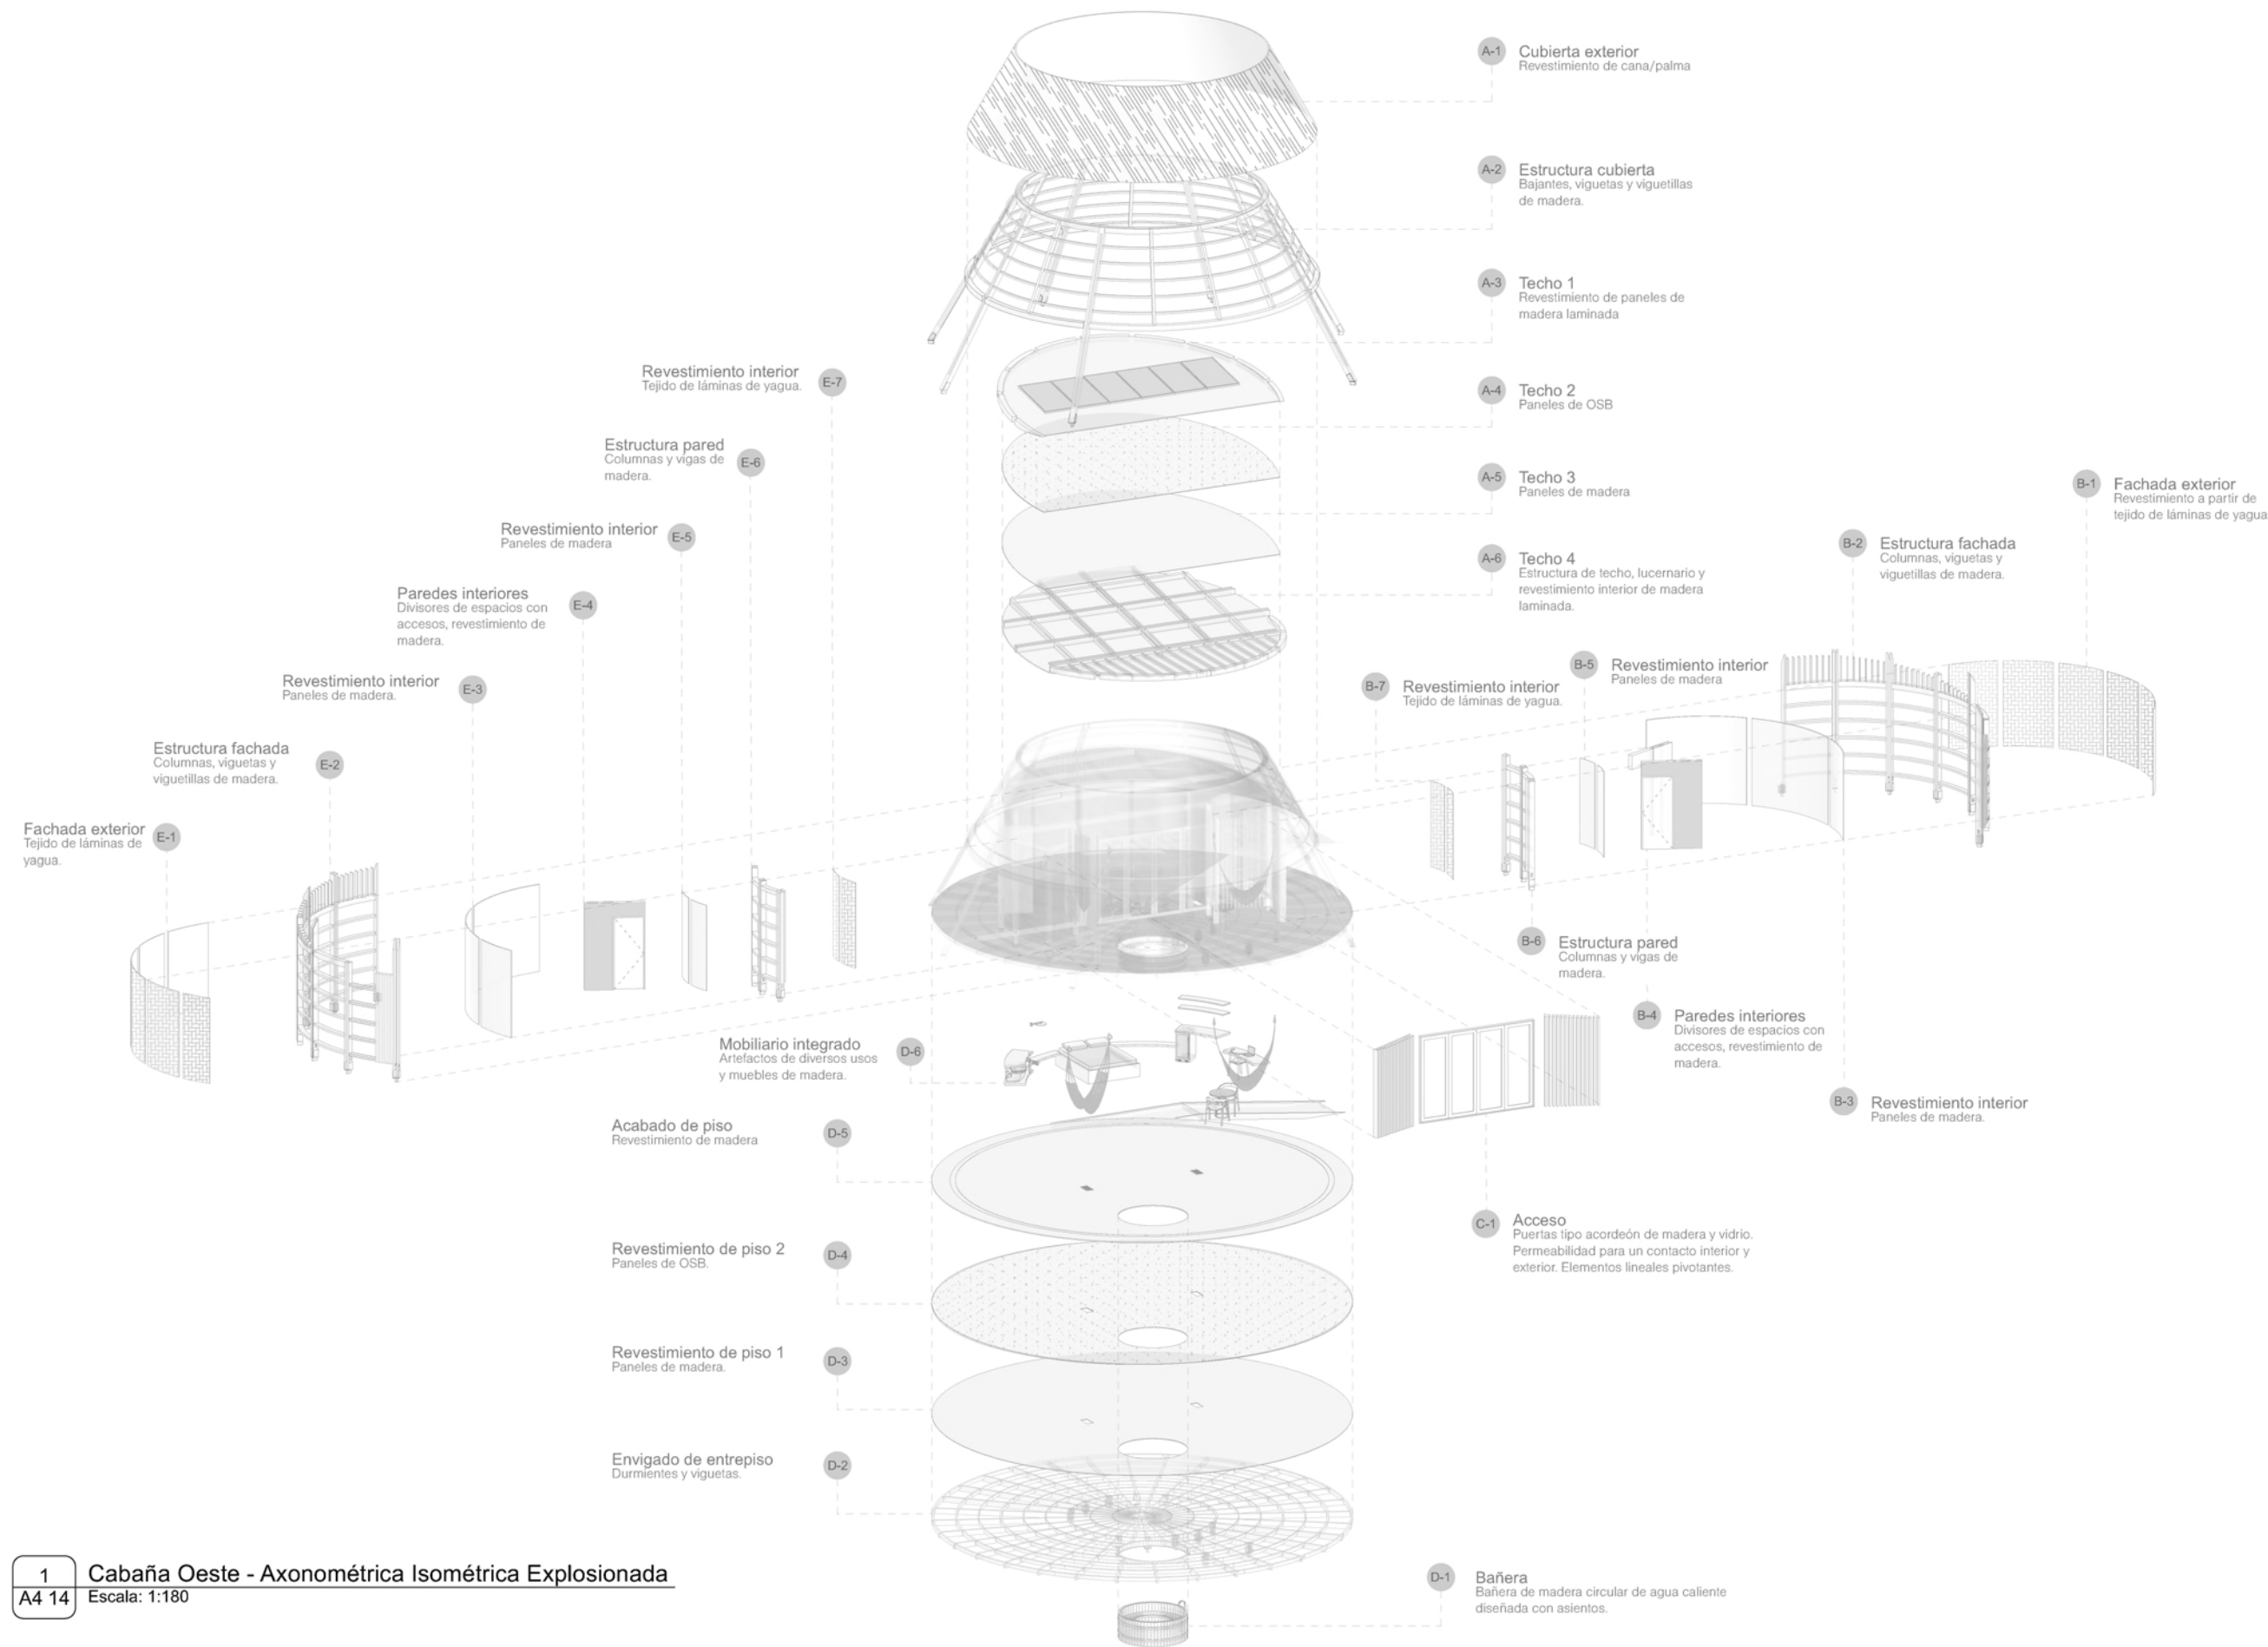 A-1
Cubierta exterior
Revestimiento de cana/palma
A-2
Estructura cubierta
Bajantes, viguetas y viguetillas
de madera.
A-3
Techo 1
Revestimiento de paneles de
madera laminada
A-4
Techo 2
Paneles de OSB
A-5
Techo 3
Paneles de madera
A-6
Techo 4
Estructura de techo, lucernario y
revestimiento interior de madera
laminada.
Revestimiento interior
Tejido de láminas de yagua.
E-7
Estructura pared
Columnas y vigas de
madera.
E-6
Revestimiento interior
Paneles de madera
E-5
Paredes interiores
Divisores de espacios con
accesos, revestimiento de
madera.
E-4
Revestimiento interior
Paneles de madera.
E-3
Estructura fachada
Columnas, viguetas y
viguetillas de madera.
E-2
Fachada exterior
Tejido de láminas de
yagua.
E-1
B-1
Fachada exterior
Revestimiento a partir de
tejido de láminas de yagua
B-2
Estructura fachada
Columnas, viguetas y
viguetillas de madera.
B-5
Revestimiento interior
Paneles de madera
B-7
Revestimiento interior
Tejido de láminas de yagua.
B-6
Estructura pared
Columnas y vigas de
madera.
B-4
Paredes interiores
Divisores de espacios con
accesos, revestimiento de
madera.
B-3
Revestimiento interior
Paneles de madera.
C-1
Acceso
Puertas tipo acordeón de madera y vidrio.
Permeabilidad para un contacto interior y
exterior. Elementos lineales pivotantes.
Mobiliario integrado
Artefactos de diversos usos
y muebles de madera.
D-6
Acabado de piso
Revestimiento de madera
D-5
Revestimiento de piso 2
Paneles de OSB.
D-4
Revestimiento de piso 1
Paneles de madera.
D-3
Envigado de entrepiso
Durmientes y viguetas.
D-2
D-1
Bañera
Bañera de madera circular de agua caliente
diseñada con asientos.
1
A4 14
Cabaña Oeste - Axonométrica Isométrica Explosionada
Escala: 1:180